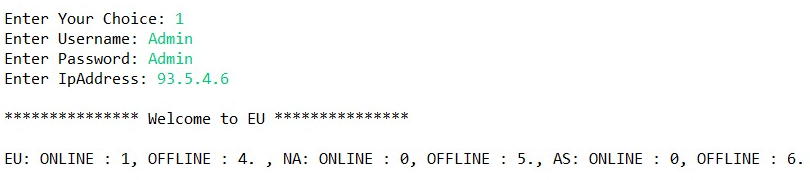 Enter Your Choice: 1
Enter Username: Admin
Enter Password: Admin
Enter IpAddress: 93.5.4.6
*************** Welcome to EU ***************
EU: ONLINE : 1, OFFLINE : 4. , NA: ONLINE : 0, OFFLINE : 5., AS: ONLINE : 0, OFFLINE : 6.